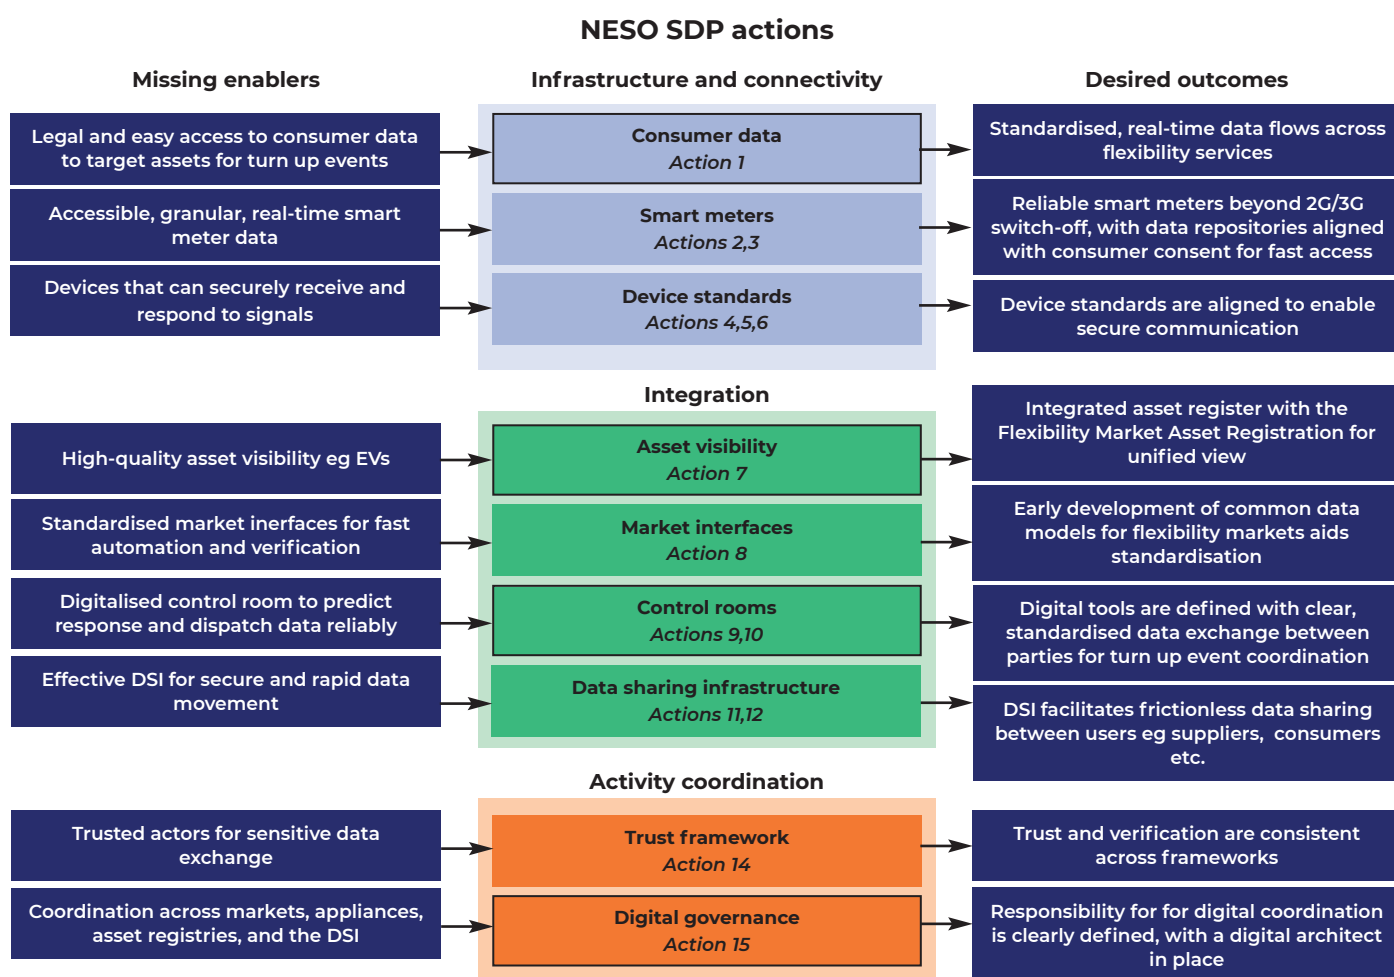 NESO SDP actions
Missing enablers
Infrastructure and connectivity
Desired outcomes
Legal and easy access to consumer data
to target assets for turn up events
Consumer data
Action 1
Standardised, real-time data flows across
flexibility services
Accessible, granular, real-time smart
meter data
Smart meters
Actions 2,3
Reliable smart meters beyond 2G/3G
switch-off, with data repositories aligned
with consumer consent for fast access
Devices that can securely receive and
respond to signals
Device standards
Actions 4,5,6
Device standards are aligned to enable
secure communication
Integration
High-quality asset visibility eg EVs
Asset visibility
Action 7
Integrated asset register with the
Flexibility Market Asset Registration for
unified view
Standardised market inerfaces for fast
automation and verification
Market interfaces
Action 8
Early development of common data
models for flexibility markets aids
standardisation
Digitalised control room to predict
response and dispatch data reliably
Control rooms
Actions 9,10
Digital tools are defined with clear,
standardised data exchange between
parties for turn up event coordination
Effective DSI for secure and rapid data
movement
Data sharing infrastructure
Actions 11,12
DSI facilitates frictionless data sharing
between users eg suppliers, consumers
etc.
Activity coordination
Trusted actors for sensitive data
exchange
Trust framework
Action 14
Trust and verification are consistent
across frameworks
Coordination across markets, appliances,
asset registries, and the DSI
Digital governance
Action 15
Responsibility for for digital coordination
is clearly defined, with a digital architect
in place